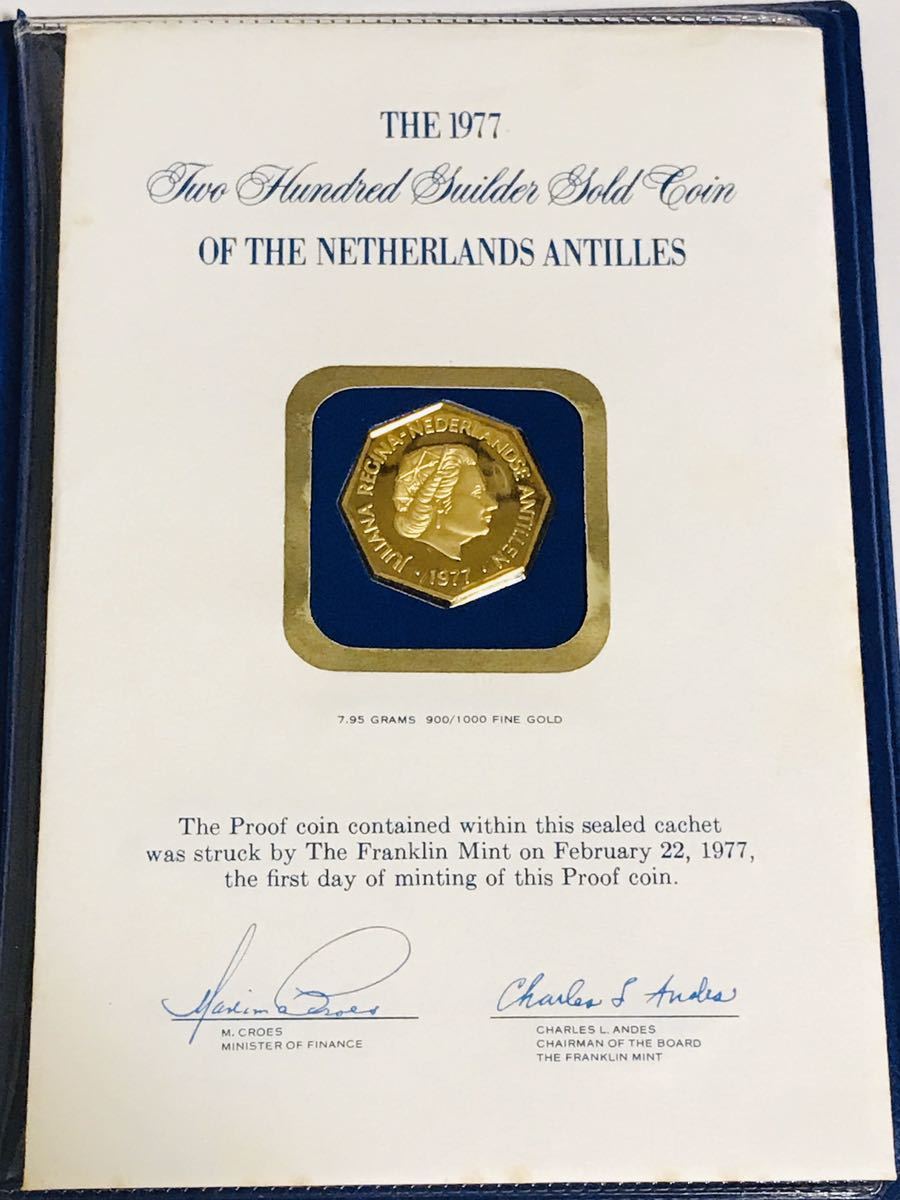 THE 1977
Two Hundred Guilder Gold Coin
OF THE NETHERLANDS ANTILLES
JULIANA REGINA-NEDERLANDSE ANTILLEN
· 1977 ·
7.95 GRAMS 900/1000 FINE GOLD
The Proof coin contained within this sealed cachet
was struck by The Franklin Mint on February 22, 1977,
the first day of minting of this Proof coin.
Charles L Andes
M. CROES
MINISTER OF FINANCE
CHARLES L. ANDES
CHAIRMAN OF THE BOARD
THE FRANKLIN MINT